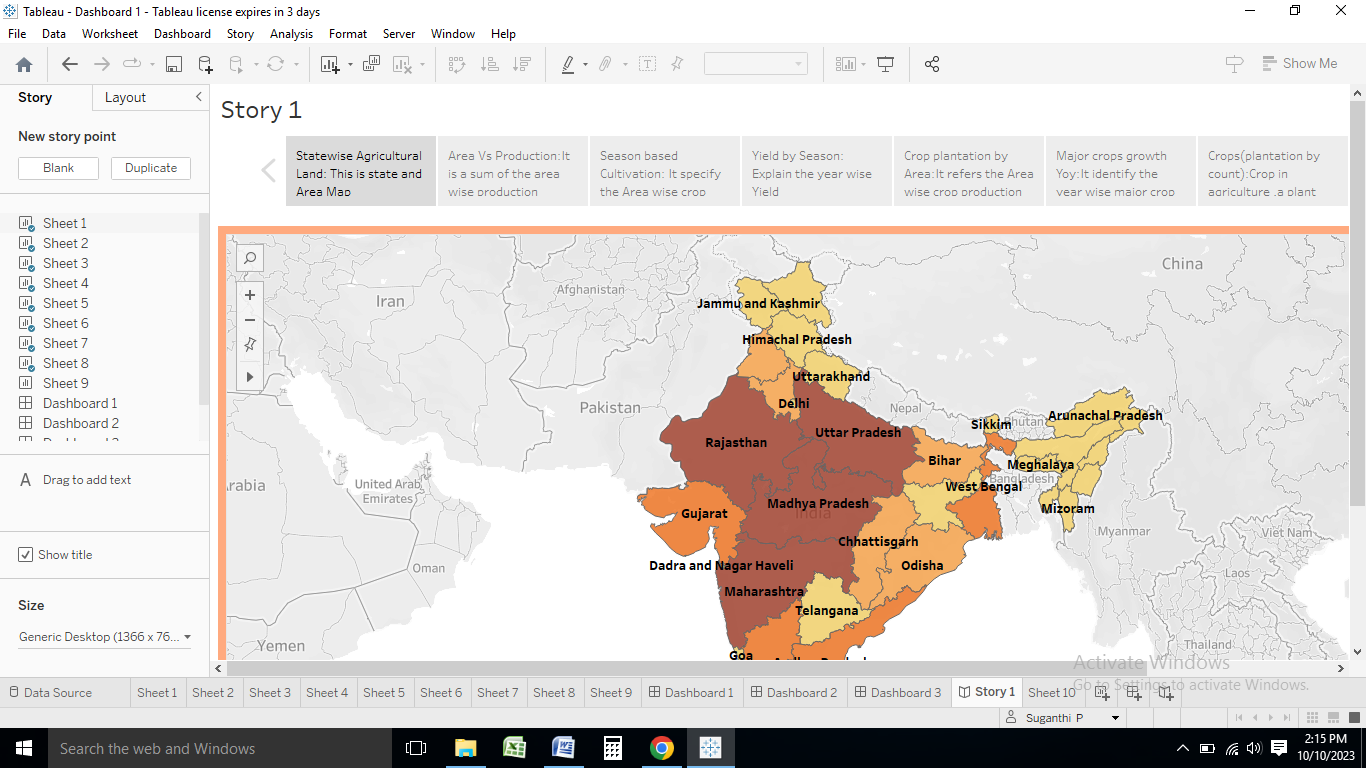 Tableau - Dashboard 1 - Tableau license expires in 3 days
File Data Worksheet Dashboard Story Analysis Format Server Window Help
Show Me
Story Layout
New story point
Blank Duplicate
Sheet 1
Sheet 2
Sheet 3
Sheet 4
Sheet 5
Sheet 6
Sheet 7
Sheet 8
Sheet 9
Dashboard 1
Dashboard 2
A Drag to add text
Show title
Size
Generic Desktop (1366 x 76...
Story 1
Statewise Agricultural
Land: This is state and
Area Map
Area Vs Production:It
is a sum of the area
wise production
Season based
Cultivation: It specify
the Area wise crop
Yield by Season:
Explain the year wise
Yield
Crop plantation by
Area:It refers the Area
wise crop production
Major crops growth
Yoy:It identify the
year wise major crop
Crops(plantation by
count):Crop in
agriculture ,a plant
China
Iran
Afghanistan
Jammu and Kashmir
Himachal Pradesh
Uttarakhand
Pakistan
Delhi
Nepal
Arunachal Pradesh
Sikkim
Bhutan
Uttar Pradesh
Rajasthan
Bihar
Meghalaya
Bangladesh
West Bengal
United Arab
Emirates
Madhya Pradesh
Mizoram
India
Gujarat
Myanmar
Viet Nam
Chhattisgarh
Dadra and Nagar Haveli
Odisha
Oman
Laos
Maharashtra
Telangana
Yemen
Thailand
Goa
Activate Windows
Go to Settings to activate Windows.
Data Source Sheet 1 Sheet 2 Sheet 3 Sheet 4 Sheet 5 Sheet 6 Sheet 7 Sheet 8 Sheet 9 Dashboard 1 Dashboard 2 Dashboard 3 Story 1 Sheet 10
Suganthi P
Search the web and Windows
2:15 PM
10/10/2023